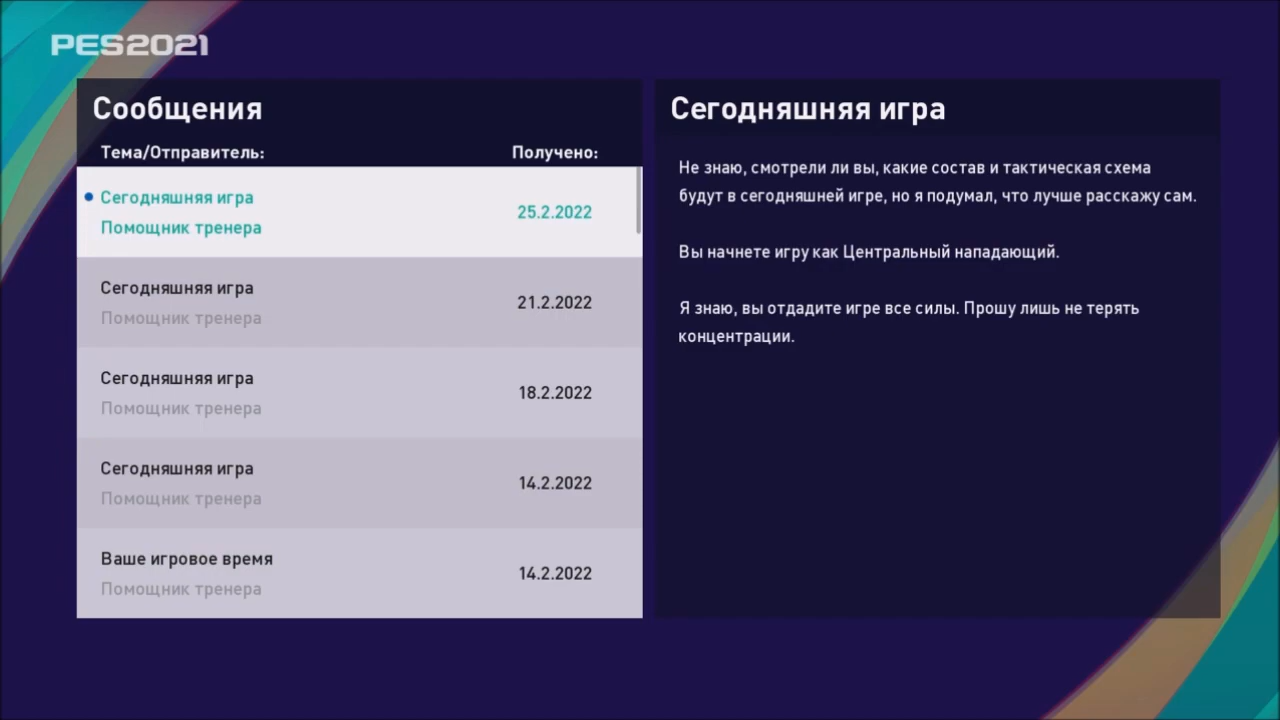 PES2021
Сообщения
Тема/Отправитель: Получено:
Сегодняшняя игра
Помощник тренера
25.2.2022
Сегодняшняя игра
Помощник тренера
21.2.2022
Сегодняшняя игра
Помощник тренера
18.2.2022
Сегодняшняя игра
Помощник тренера
14.2.2022
Ваше игровое время
Помощник тренера
14.2.2022
Сегодняшняя игра
Не знаю, смотрели ли вы, какие состав и тактическая схема
будут в сегодняшней игре, но я подумал, что лучше расскажу сам.
Вы начнете игру как Центральный нападающий.
Я знаю, вы отдадите игре все силы. Прошу лишь не терять
концентрации.